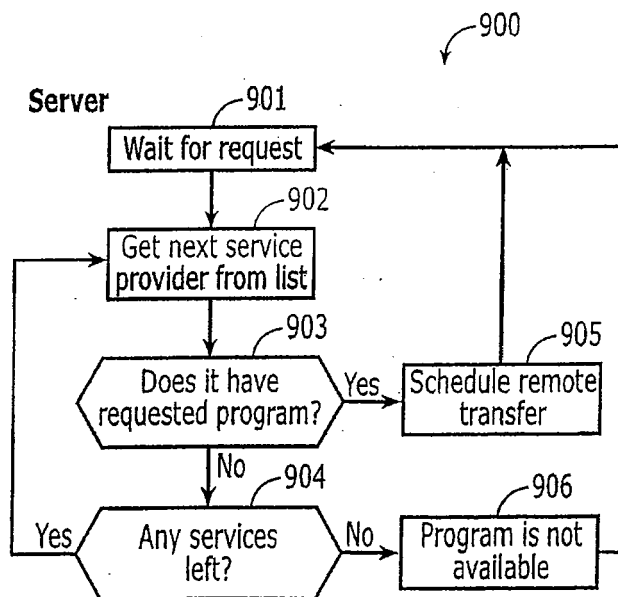 900
Server
901
Wait for request
902
Get next service
provider from list
903
Does it have
requested program?
Yes
905
Schedule remote
transfer
No
904
Yes
Any services
left?
No
906
Program is not
available